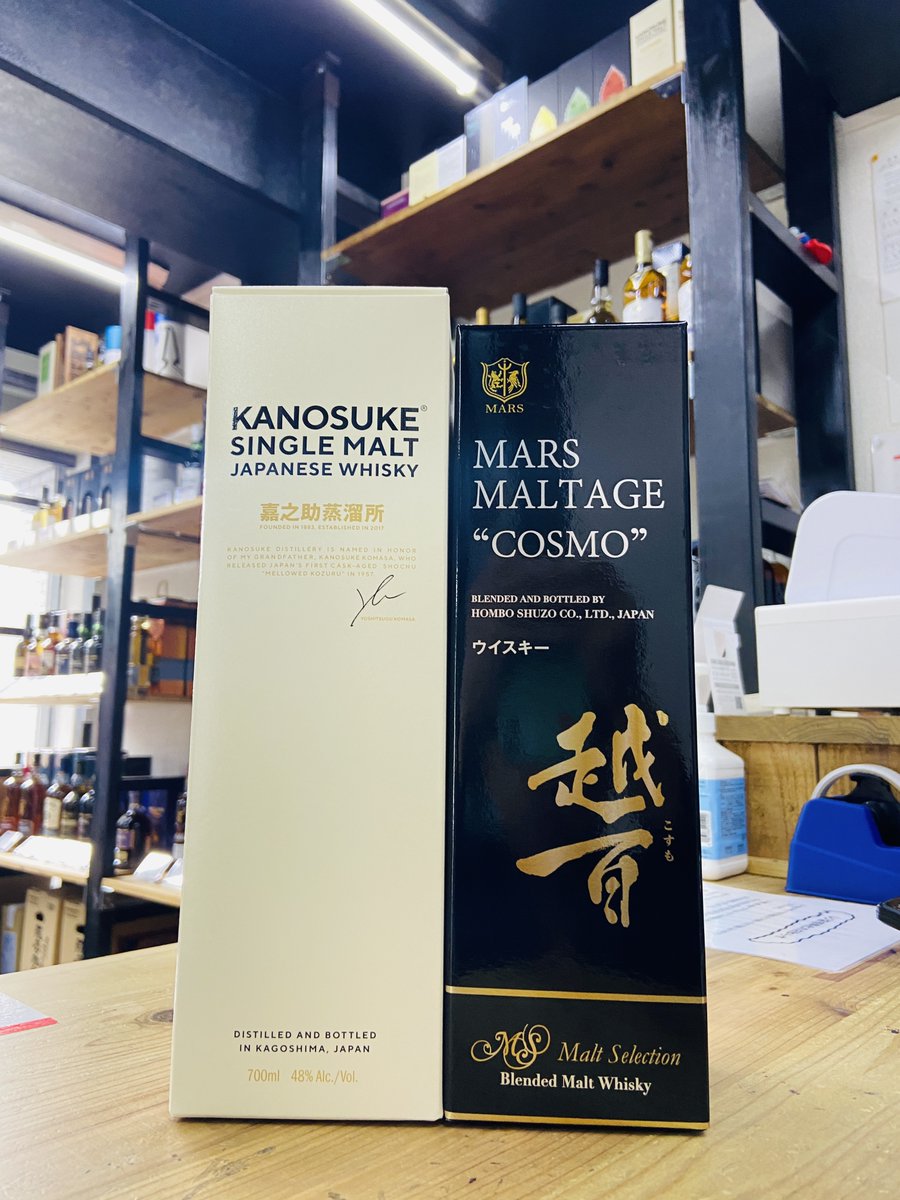 KANOSUKE®
SINGLE MALT
JAPANESE WHISKY
嘉之助蒸溜所
FOUNDED IN 1883, ESTABLISHED IN 2017
KANOSUKE DISTILLERY IS NAMED IN HONOR
OF MY GRANDFATHER, KANOSUKE KOMASA, WHO
RELEASED JAPAN'S FIRST CASK-AGED SHOCHU
"MELLOWED KOZURU" IN 1957.
YOSHITSUGU KOMASA
DISTILLED AND BOTTLED
IN KAGOSHIMA, JAPAN
700ml 48% Alc./Vol.
MARS
MARS
MALTAGE
“COSMO”
BLENDED AND BOTTLED BY
HOMBO SHUZO CO., LTD., JAPAN
ウイスキー
越百
こすも
MS Malt Selection
Blended Malt Whisky